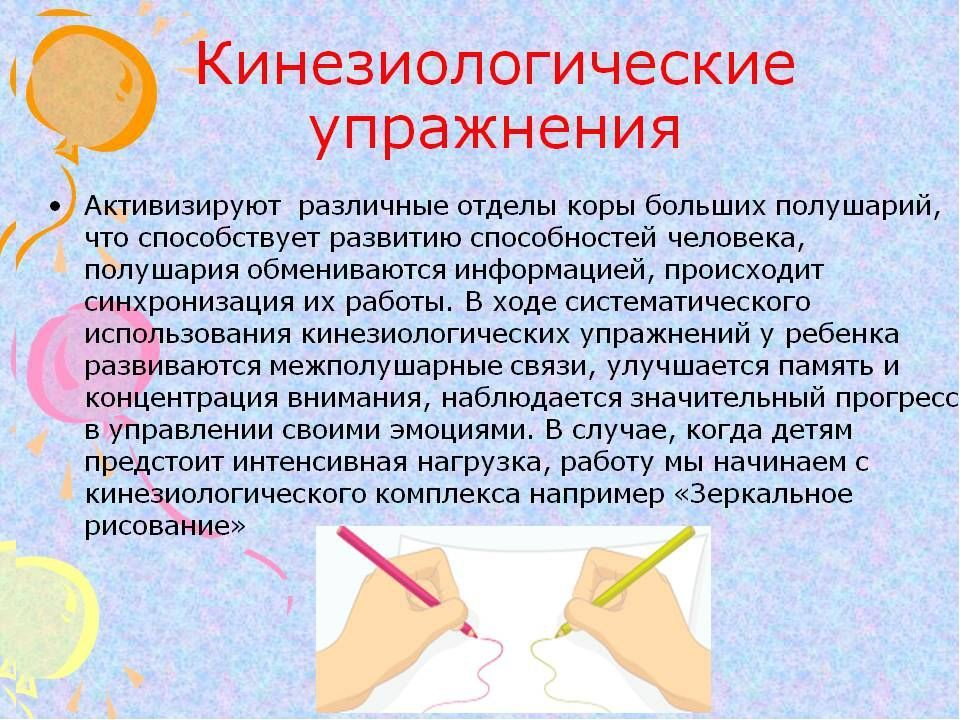 Кинезиологические
упражнения
• Активизируют различные отделы коры больших полушарий,
что способствует развитию способностей человека,
полушария обмениваются информацией, происходит
синхронизация их работы. В ходе систематического
использования кинезиологических упражнений у ребенка
развиваются межполушарные связи, улучшается память и
концентрация внимания, наблюдается значительный прогресс
в управлении своими эмоциями. В случае, когда детям
предстоит интенсивная нагрузка, работу мы начинаем с
кинезиологического комплекса например «Зеркальное
рисование»